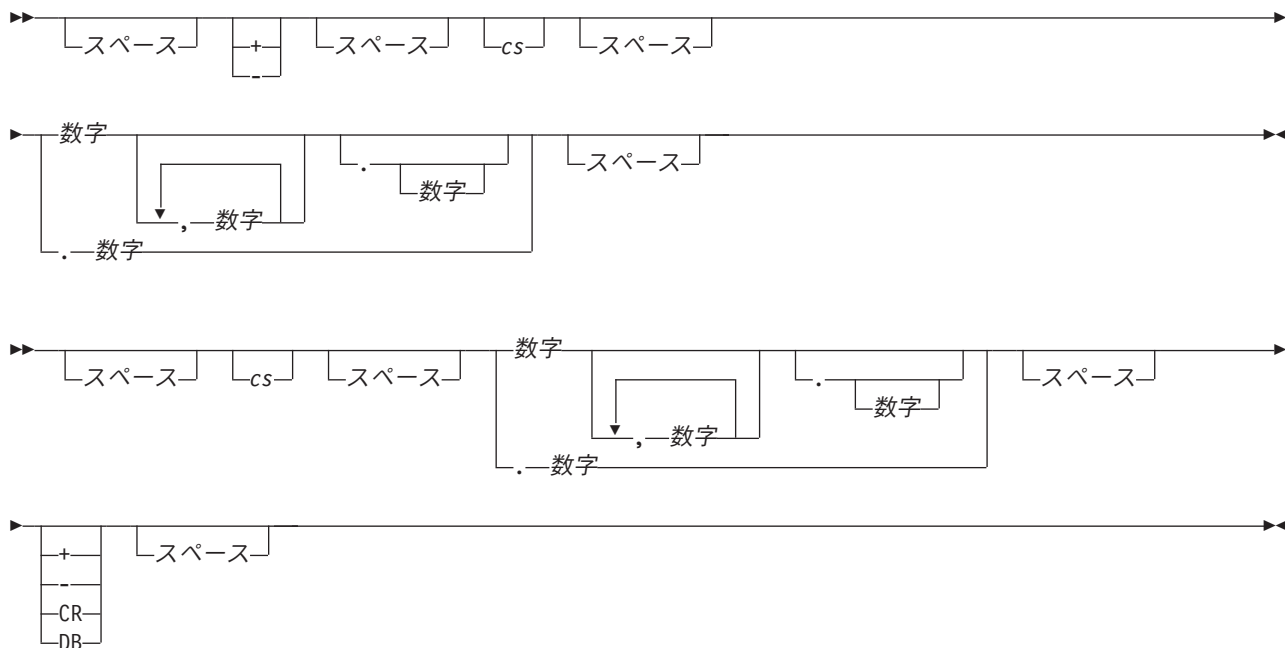 スペース + スペース cs スペース
-
数字 . スペース
数字
, 数字
. 数字
スペース cs スペース 数字 . スペース
数字
, 数字
. 数字
+ スペース
-
CR
DB